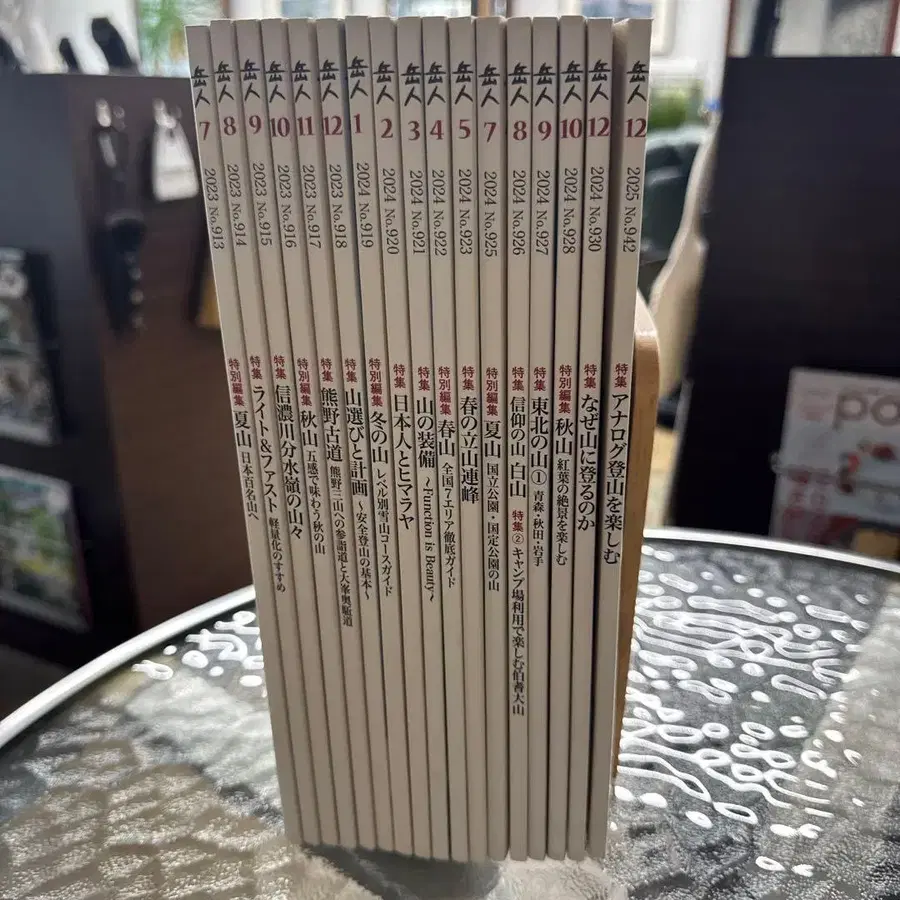 岳人 7 2023 No.913 特別編集 夏山 日本百名山へ
岳人 8 2023 No.914 特集 ライト&ファスト 軽量化のすすめ
岳人 9 2023 No.915 特集 信濃川分水嶺の山々
岳人 10 2023 No.916 特別編集 秋山 五感で味わう秋の山
岳人 11 2023 No.917 特集 熊野古道 熊野三山への参詣道と大峯奥駈道
岳人 12 2023 No.918 特集 山選びと計画 〜安全登山の基本〜
岳人 1 2024 No.919 特別編集 冬の山 レベル別雪山コースガイド
岳人 2 2024 No.920 特集 日本人とヒマラヤ
岳人 3 2024 No.921 特集 山の装備 〜Function is Beauty〜
岳人 4 2024 No.922 特別編集 春山 全国7エリア徹底ガイド
岳人 5 2024 No.923 特集 春の立山連峰
岳人 7 2024 No.925 特別編集 夏山 国立公園・国定公園の山
岳人 8 2024 No.926 特集 信仰の山 白山 特集② キャンプ場利用で楽しむ伯耆大山
岳人 9 2024 No.927 特集 東北の山① 青森・秋田・岩手
岳人 10 2024 No.928 特別編集 秋山 紅葉の絶景を楽しむ
岳人 12 2024 No.930 特集 なぜ山に登るのか
岳人 12 2025 No.942 特集 アナログ登山を楽しむ
po